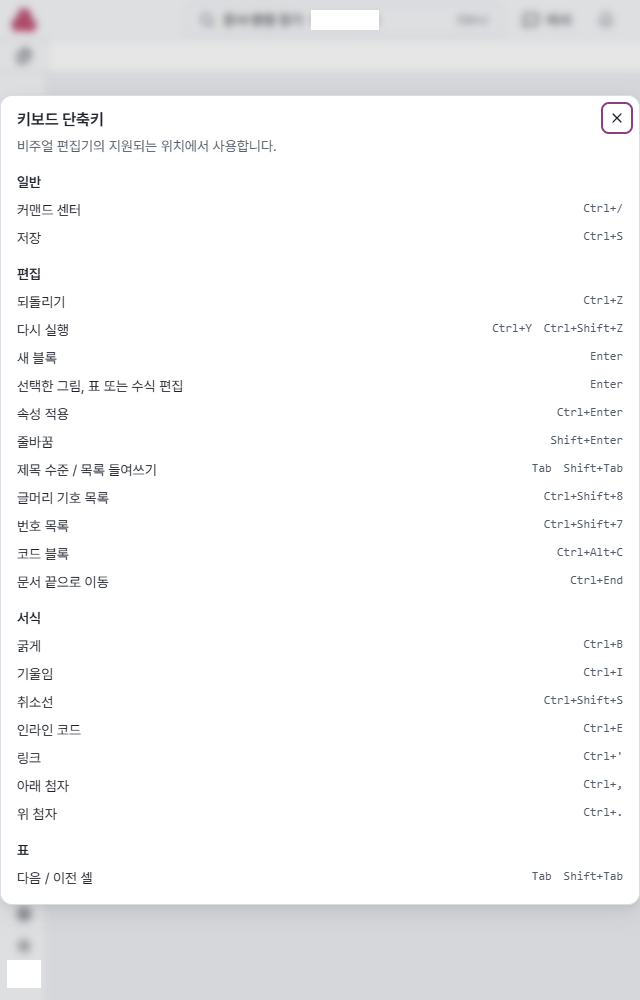 키보드 단축키
비주얼 편집기의 지원되는 위치에서 사용합니다.
일반
커맨드 센터 Ctrl+/
저장 Ctrl+S
편집
되돌리기 Ctrl+Z
다시 실행 Ctrl+Y Ctrl+Shift+Z
새 블록 Enter
선택한 그림, 표 또는 수식 편집 Enter
속성 적용 Ctrl+Enter
줄바꿈 Shift+Enter
제목 수준 / 목록 들여쓰기 Tab Shift+Tab
글머리 기호 목록 Ctrl+Shift+8
번호 목록 Ctrl+Shift+7
코드 블록 Ctrl+Alt+C
문서 끝으로 이동 Ctrl+End
서식
굵게 Ctrl+B
기울임 Ctrl+I
취소선 Ctrl+Shift+S
인라인 코드 Ctrl+E
링크 Ctrl+'
아래 첨자 Ctrl+,
위 첨자 Ctrl+.
표
다음 / 이전 셀 Tab Shift+Tab